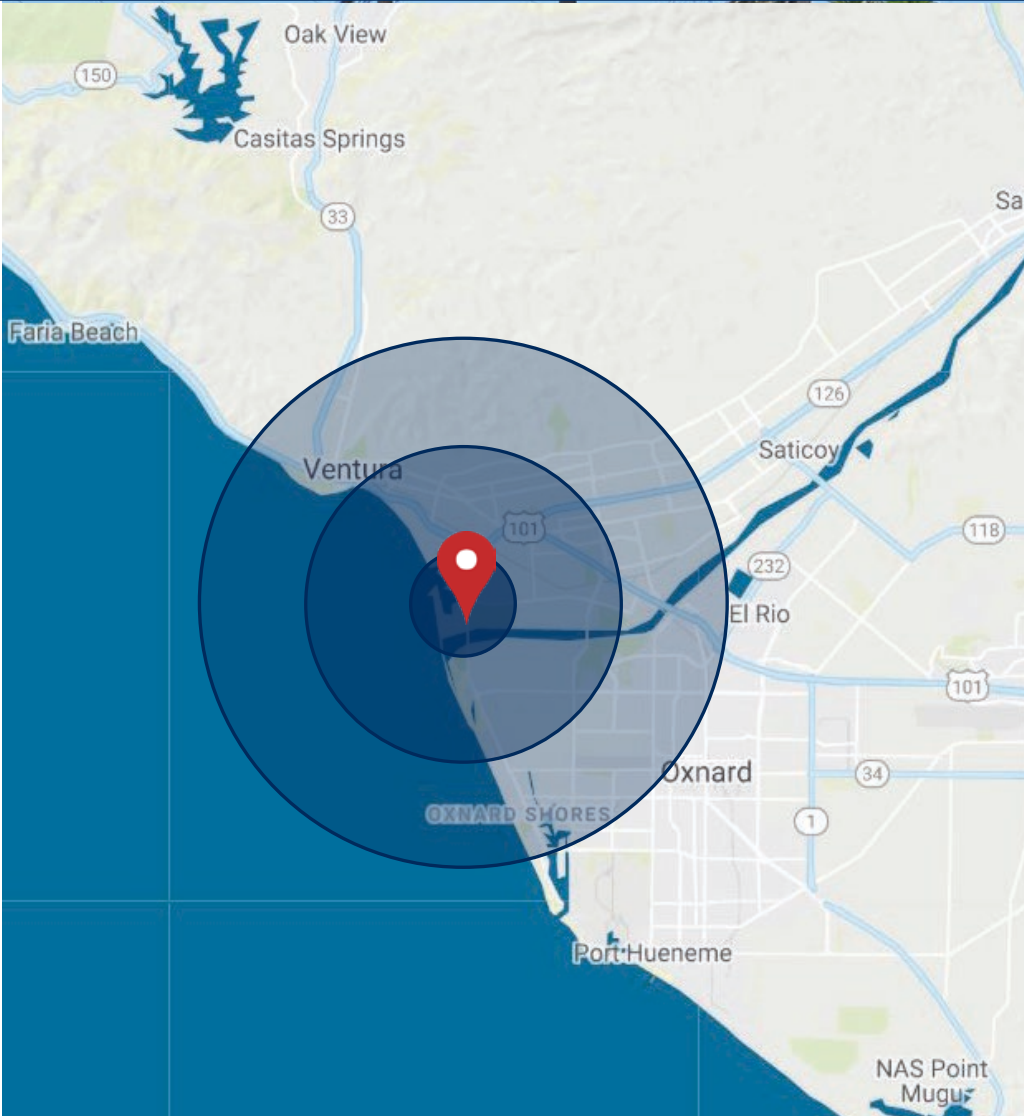 Oak View
150
Casitas Springs
Sa
33
Faria Beach
126
Saticoy
Ventura
101
118
232
El Rio
101
Oxnard
34
OXNARD SHORES
1
Port Hueneme
NAS Point
Mugu